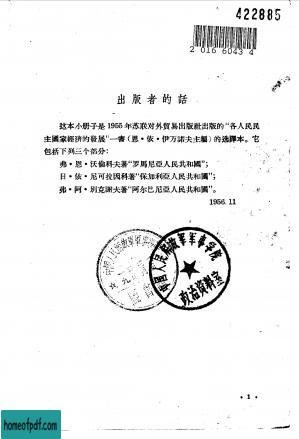 422885
2 016 6043 4
出版者的話
这本小册子是1955年苏联对外貿易出版社出版的“各人民民
主國家經济的發展”一書(恩·依·伊万諾夫主編)的选譯本。它
包括下列三个部分:
弗·恩·沃倫科夫著“罗馬尼亞人民共和國”;
日·依·尼可拉因科著“保加利亞人民共和國”;
弗·阿·別克謝夫著“阿尔巴尼亞人民共和國”。
1956.11
中国人民解放軍軍事学院
政治資料室
·1·
homeofpdf.com
homeofpdf.com